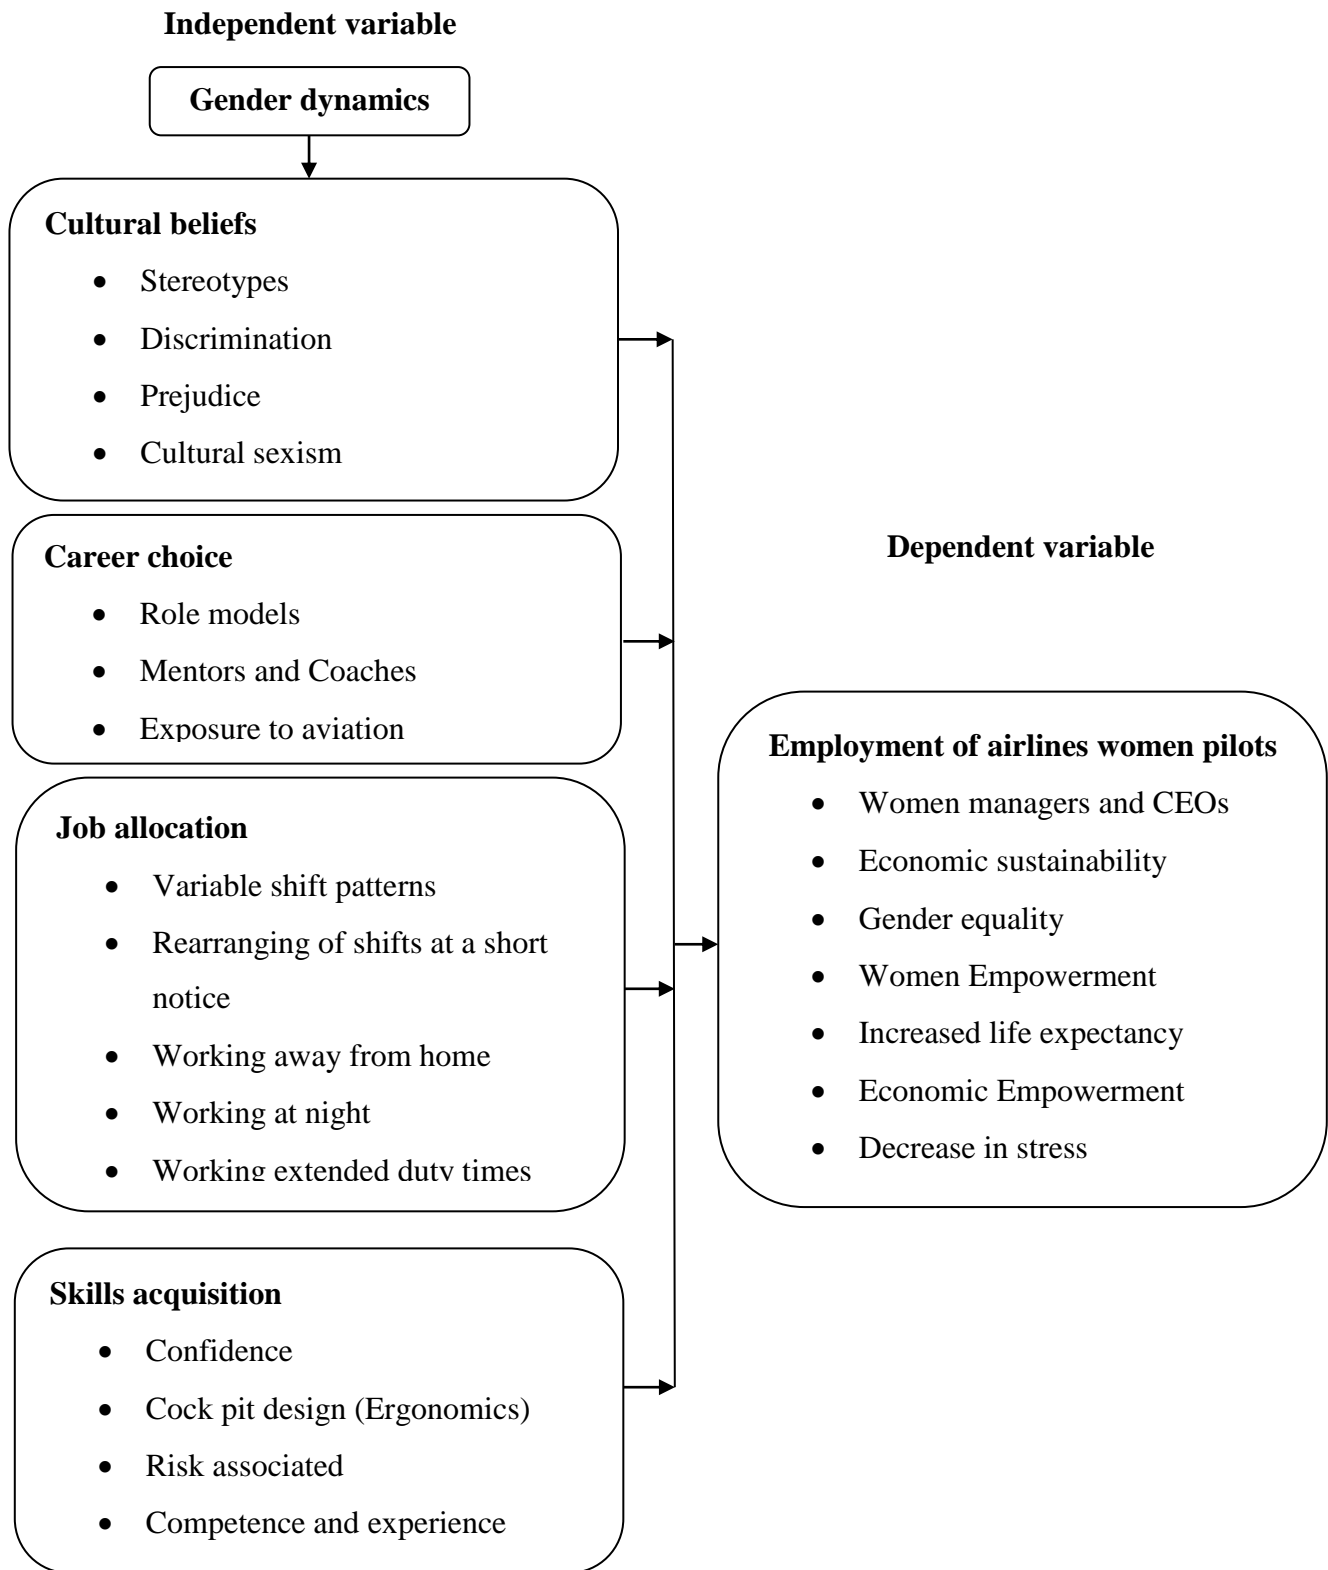 Independent variable
Gender dynamics
Cultural beliefs
• Stereotypes
• Discrimination
• Prejudice
• Cultural sexism
Career choice
• Role models
• Mentors and Coaches
• Exposure to aviation
Job allocation
• Variable shift patterns
• Rearranging of shifts at a short
notice
• Working away from home
• Working at night
• Working extended duty times
Skills acquisition
• Confidence
• Cock pit design (Ergonomics)
• Risk associated
• Competence and experience
Dependent variable
Employment of airlines women pilots
• Women managers and CEOs
• Economic sustainability
• Gender equality
• Women Empowerment
• Increased life expectancy
• Economic Empowerment
• Decrease in stress